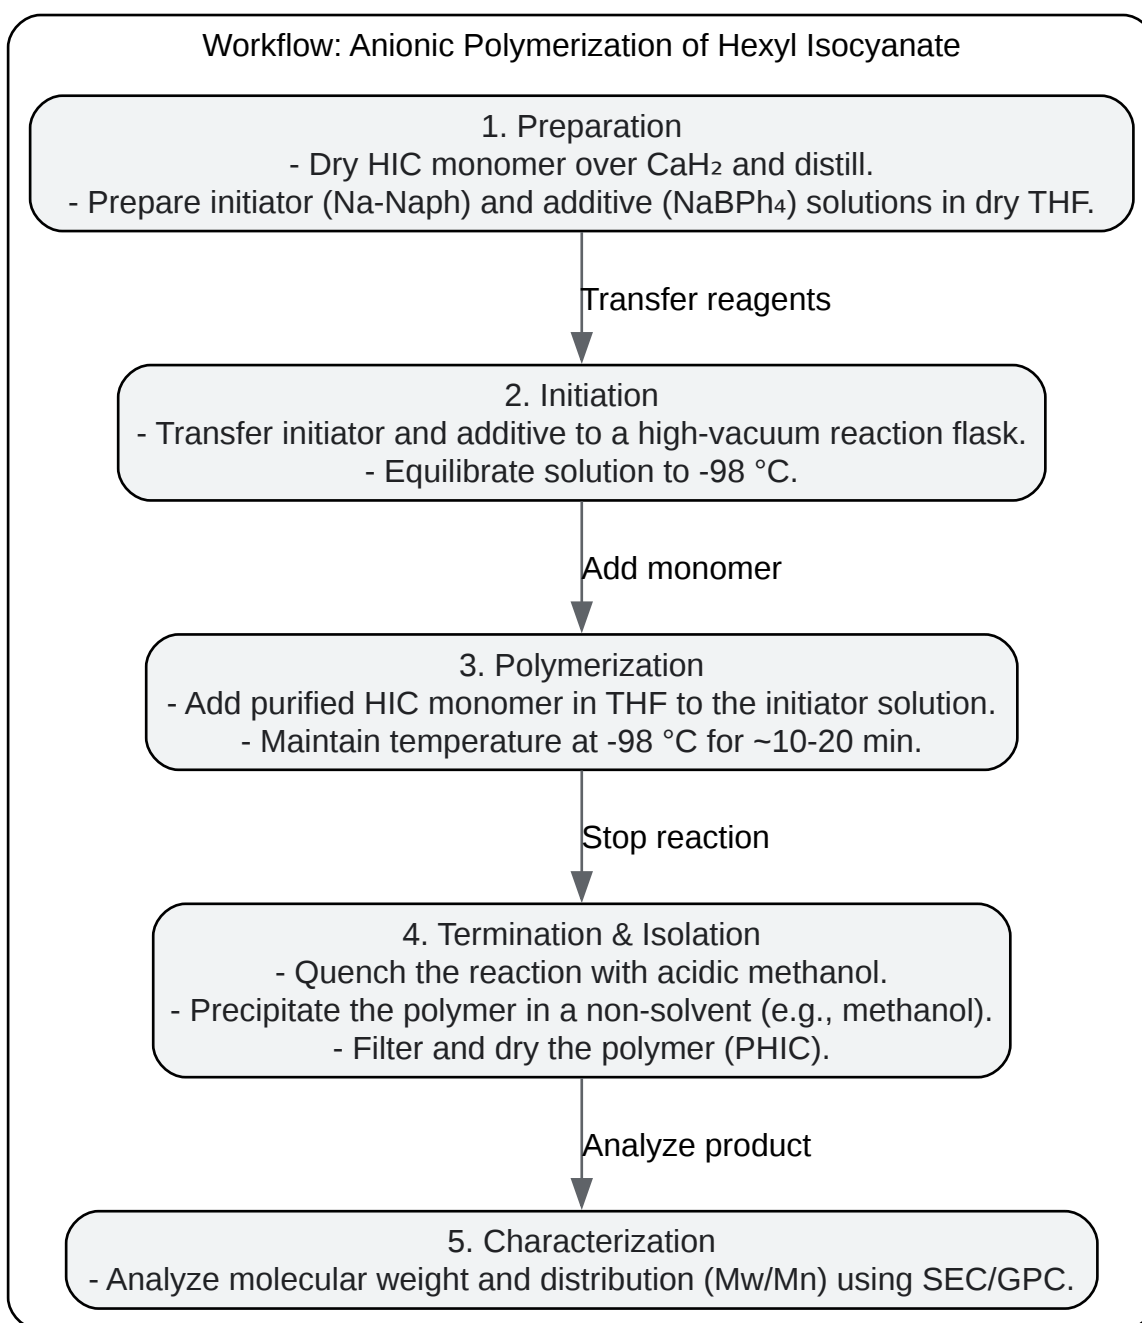 Workflow: Anionic Polymerization of Hexyl Isocyanate
1. Preparation
- Dry HIC monomer over CaH₂ and distill.
- Prepare initiator (Na-Naph) and additive (NaBPh₄) solutions in dry THF.
Transfer reagents
2. Initiation
- Transfer initiator and additive to a high-vacuum reaction flask.
- Equilibrate solution to -98 °C.
Add monomer
3. Polymerization
- Add purified HIC monomer in THF to the initiator solution.
- Maintain temperature at -98 °C for ~10-20 min.
Stop reaction
4. Termination & Isolation
- Quench the reaction with acidic methanol.
- Precipitate the polymer in a non-solvent (e.g., methanol).
- Filter and dry the polymer (PHIC).
Analyze product
5. Characterization
- Analyze molecular weight and distribution (Mw/Mn) using SEC/GPC.